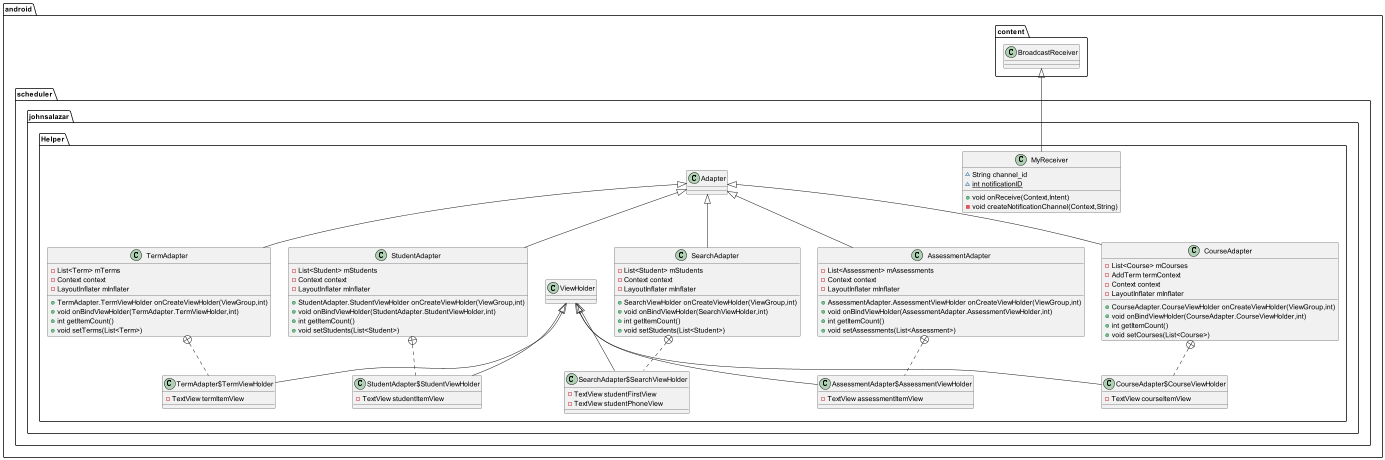 android
content
C BroadcastReceiver
scheduler
johnsalazar
Helper
C MyReceiver
String channel_id
int notificationID
void onReceive(Context,Intent)
void createNotificationChannel(Context,String)
C Adapter
C TermAdapter
List<Term> mTerms
Context context
LayoutInflater mInflater
TermAdapter.TermViewHolder onCreateViewHolder(ViewGroup,int)
void onBindViewHolder(TermAdapter.TermViewHolder,int)
int getItemCount()
void setTerms(List<Term>)
C StudentAdapter
List<Student> mStudents
Context context
LayoutInflater mInflater
StudentAdapter.StudentViewHolder onCreateViewHolder(ViewGroup,int)
void onBindViewHolder(StudentAdapter.StudentViewHolder,int)
int getItemCount()
void setStudents(List<Student>)
C ViewHolder
C SearchAdapter
List<Student> mStudents
Context context
LayoutInflater mInflater
SearchViewHolder onCreateViewHolder(ViewGroup,int)
void onBindViewHolder(SearchViewHolder,int)
int getItemCount()
void setStudents(List<Student>)
C AssessmentAdapter
List<Assessment> mAssessments
Context context
LayoutInflater mInflater
AssessmentAdapter.AssessmentViewHolder onCreateViewHolder(ViewGroup,int)
void onBindViewHolder(AssessmentAdapter.AssessmentViewHolder,int)
int getItemCount()
void setAssessments(List<Assessment>)
C CourseAdapter
List<Course> mCourses
AddTerm termContext
Context context
LayoutInflater mInflater
CourseAdapter.CourseViewHolder onCreateViewHolder(ViewGroup,int)
void onBindViewHolder(CourseAdapter.CourseViewHolder,int)
int getItemCount()
void setCourses(List<Course>)
C TermAdapter$TermViewHolder
TextView termItemView
C StudentAdapter$StudentViewHolder
TextView studentItemView
C SearchAdapter$SearchViewHolder
TextView studentFirstView
TextView studentPhoneView
C AssessmentAdapter$AssessmentViewHolder
TextView assessmentItemView
C CourseAdapter$CourseViewHolder
TextView courseItemView